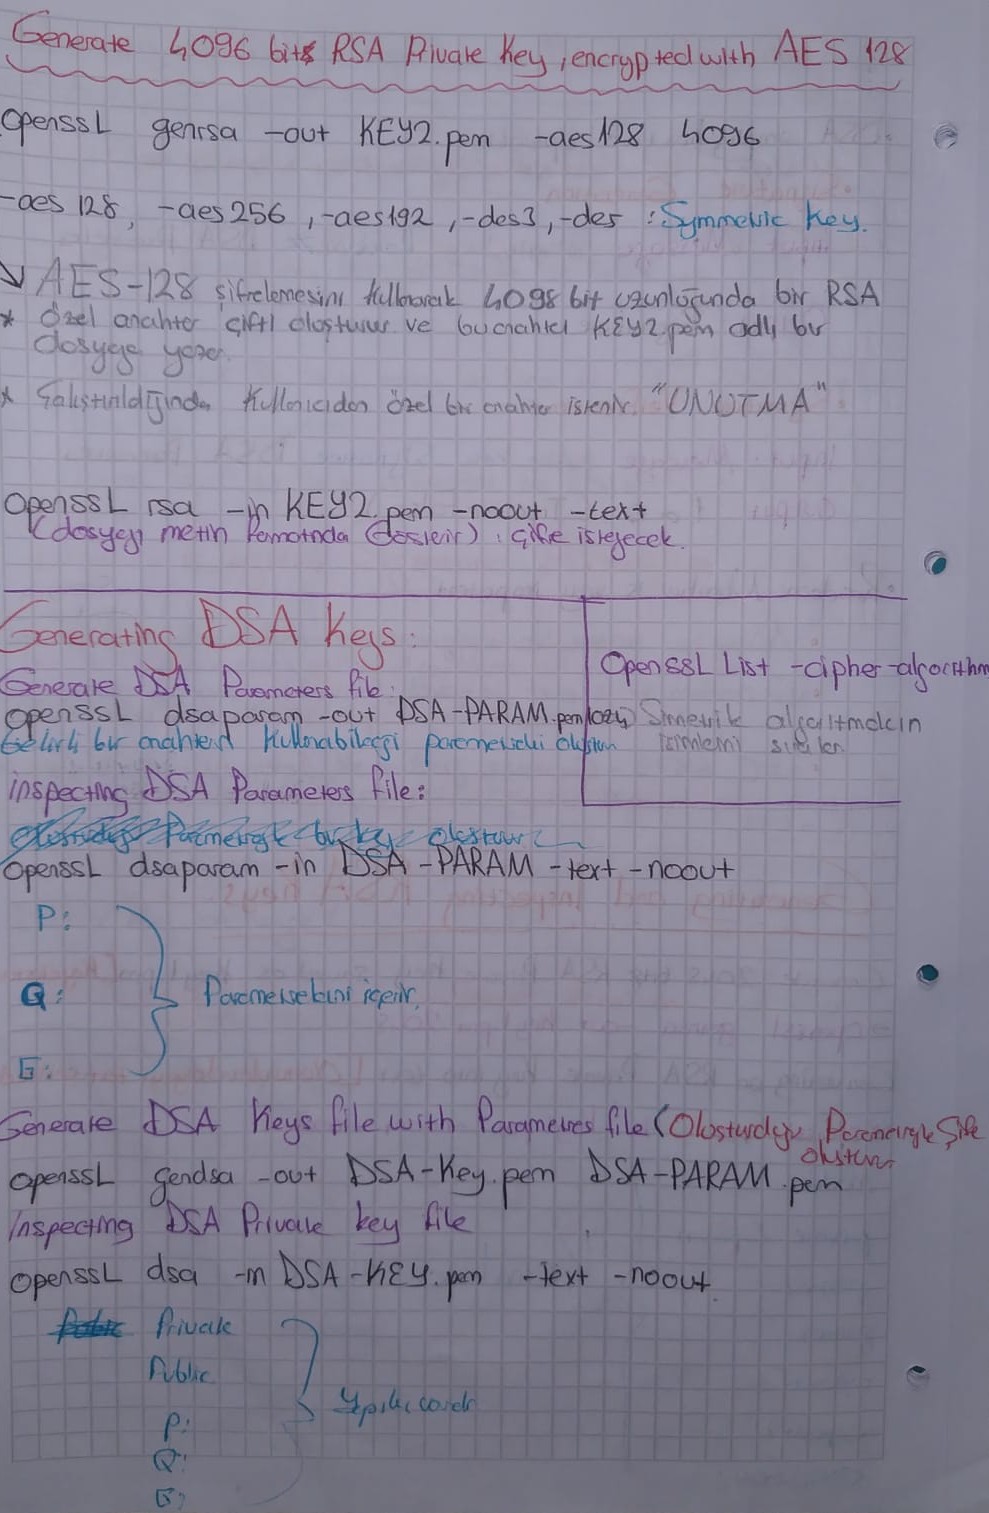 Generate 4096 bits RSA Private Key, encrypted with AES 128
OpenssL genrsa -out KEY2.pem -aes128 4096
-aes 128, -aes256, -aes192, -des3, -des : Symmetric Key.
AES-128 şifrelemesini kullanarak 4098 bit uzunluğunda bir RSA
* Özel anahtar çifti oluşturur ve bu anahtarı KEY2.pem adlı bir
dosyaya yazar.
* Çalıştırıldığında kullanıcıdan özel bir anahtar istenir. "UNUTMA"
OpenssL rsa -in KEY2.pem -noout -text
(dosyayı metin formatında gösterir) : şifre isteyecek.
Generating DSA Keys:
Generate DSA Parameters file:
OpenssL dsaparam -out DSA-PARAM.pem 1024
Belirli bir anahtarın kullanabileceği parametreleri oluşturur
OpenssL List -cipher-algorithm
Simetrik algoritmaların
isimlerini sıralar
inspecting DSA Parameters file:
OpenssL dsaparam -in DSA-PARAM -text -noout
P:
Q: Parametrelerini içerir.
G:
Generate DSA Keys file with Parameters file (Oluşturduğu Parametreyle Şifre
oluşturur
OpenssL gendsa -out DSA-Key.pem DSA-PARAM.pem
Inspecting DSA Private key file
OpenssL dsa -in DSA-KEY.pem -text -noout
Private
Public
P:
Q:
G: